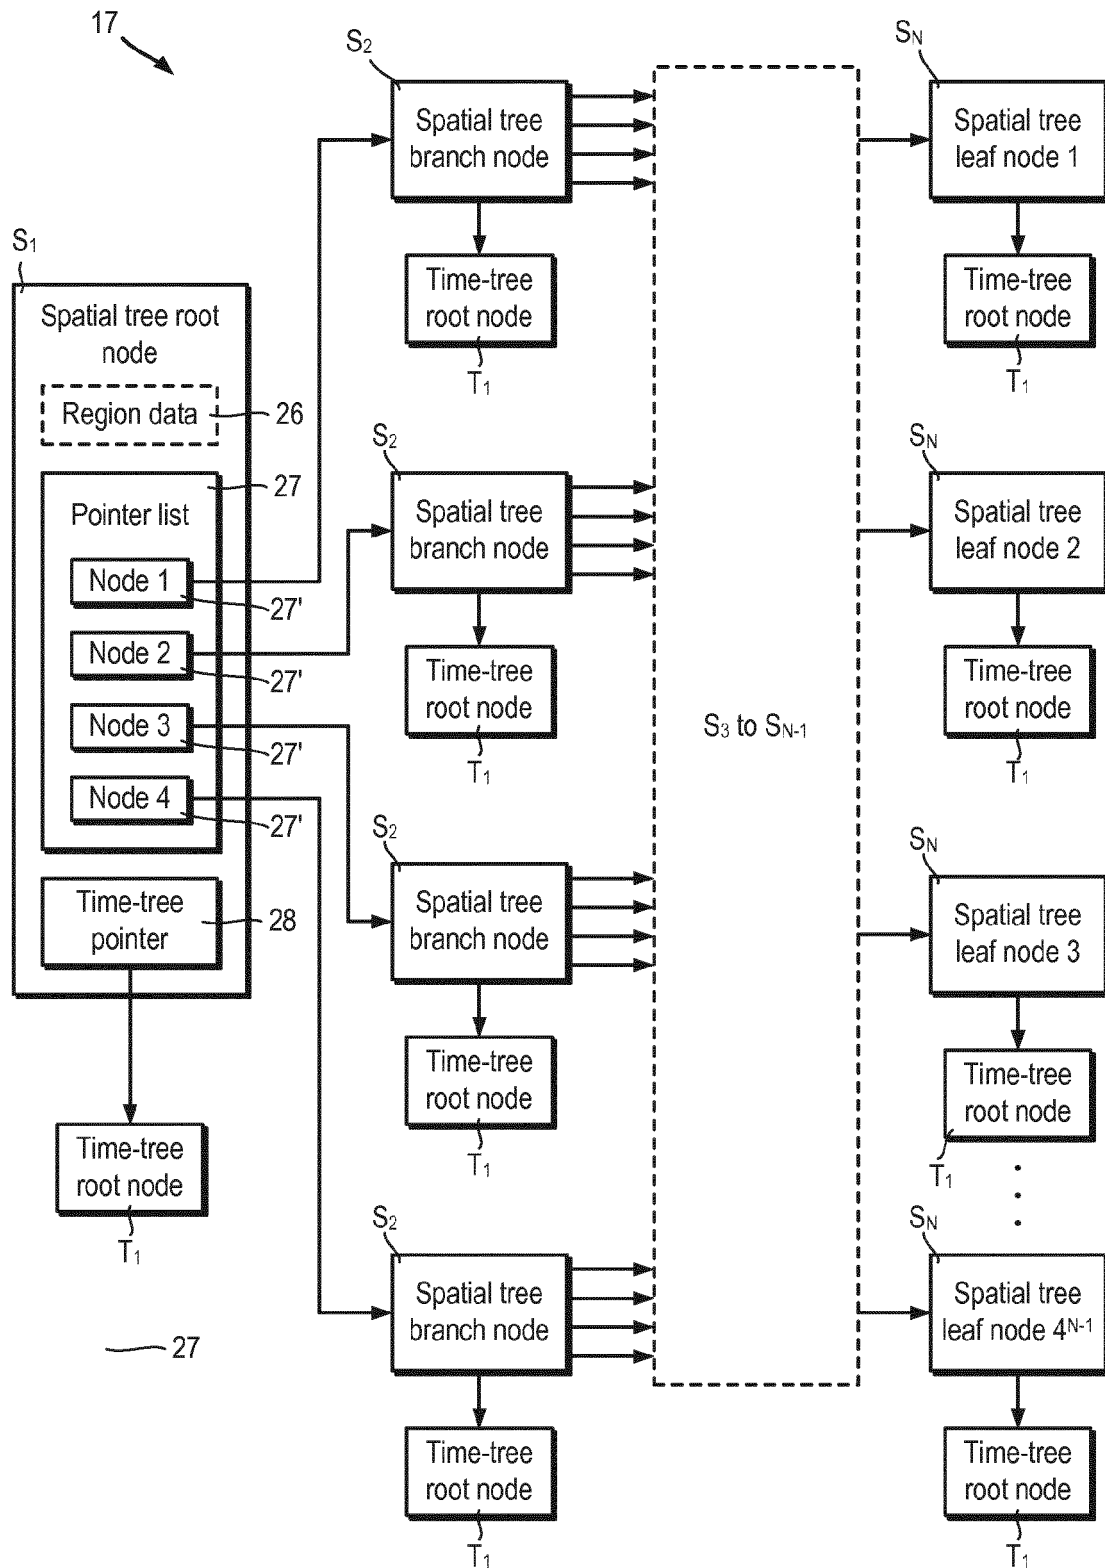 17
S₁
Spatial tree root
node
Region data
26
27
Pointer list
Node 1
27'
Node 2
27'
Node 3
27'
Node 4
27'
Time-tree
pointer
28
Time-tree
root node
T₁
27
S₂
Spatial tree
branch node
Time-tree
root node
T₁
S₂
Spatial tree
branch node
Time-tree
root node
T₁
S₂
Spatial tree
branch node
Time-tree
root node
T₁
S₂
Spatial tree
branch node
Time-tree
root node
T₁
S₃ to S_N-1
S_N
Spatial tree
leaf node 1
Time-tree
root node
T₁
S_N
Spatial tree
leaf node 2
Time-tree
root node
T₁
S_N
Spatial tree
leaf node 3
Time-tree
root node
T₁
S_N
Spatial tree
leaf node 4^N-1
Time-tree
root node
T₁